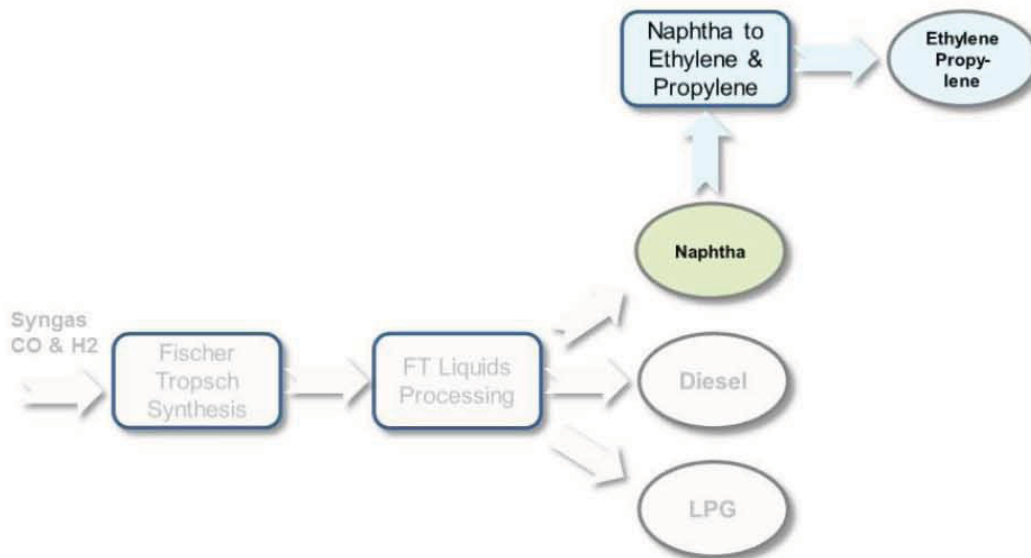 Naphtha to
Ethylene &
Propylene
Ethylene
Propy-
lene
Naphtha
Syngas
CO & H2
Fischer
Tropsch
Synthesis
FT Liquids
Processing
Diesel
LPG